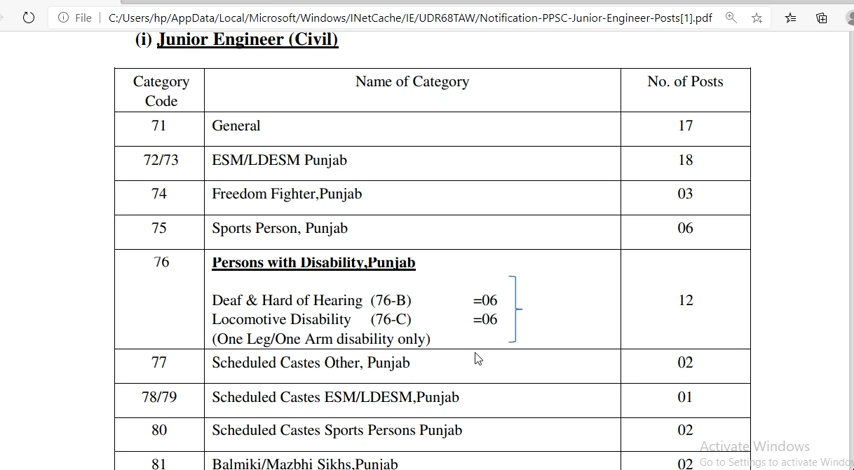 File
C:/Users/hp/AppData/Local/Microsoft/Windows/INetCache/IE/UDR68TAW/Notification-PPSC-Junior-Engineer-Posts[1].pdf
(i) Junior Engineer (Civil)
Category Code Name of Category No. of Posts
71 General 17
72/73 ESM/LDESM Punjab 18
74 Freedom Fighter,Punjab 03
75 Sports Person, Punjab 06
76 Persons with Disability,Punjab
Deaf & Hard of Hearing (76-B) =06 12
Locomotive Disability (76-C) =06
(One Leg/One Arm disability only)
77 Scheduled Castes Other, Punjab 02
78/79 Scheduled Castes ESM/LDESM,Punjab 01
80 Scheduled Castes Sports Persons Punjab 02
81 Balmiki/Mazbhi Sikhs,Punjab 02
Activate Windows
Go to Settings to activate Windo